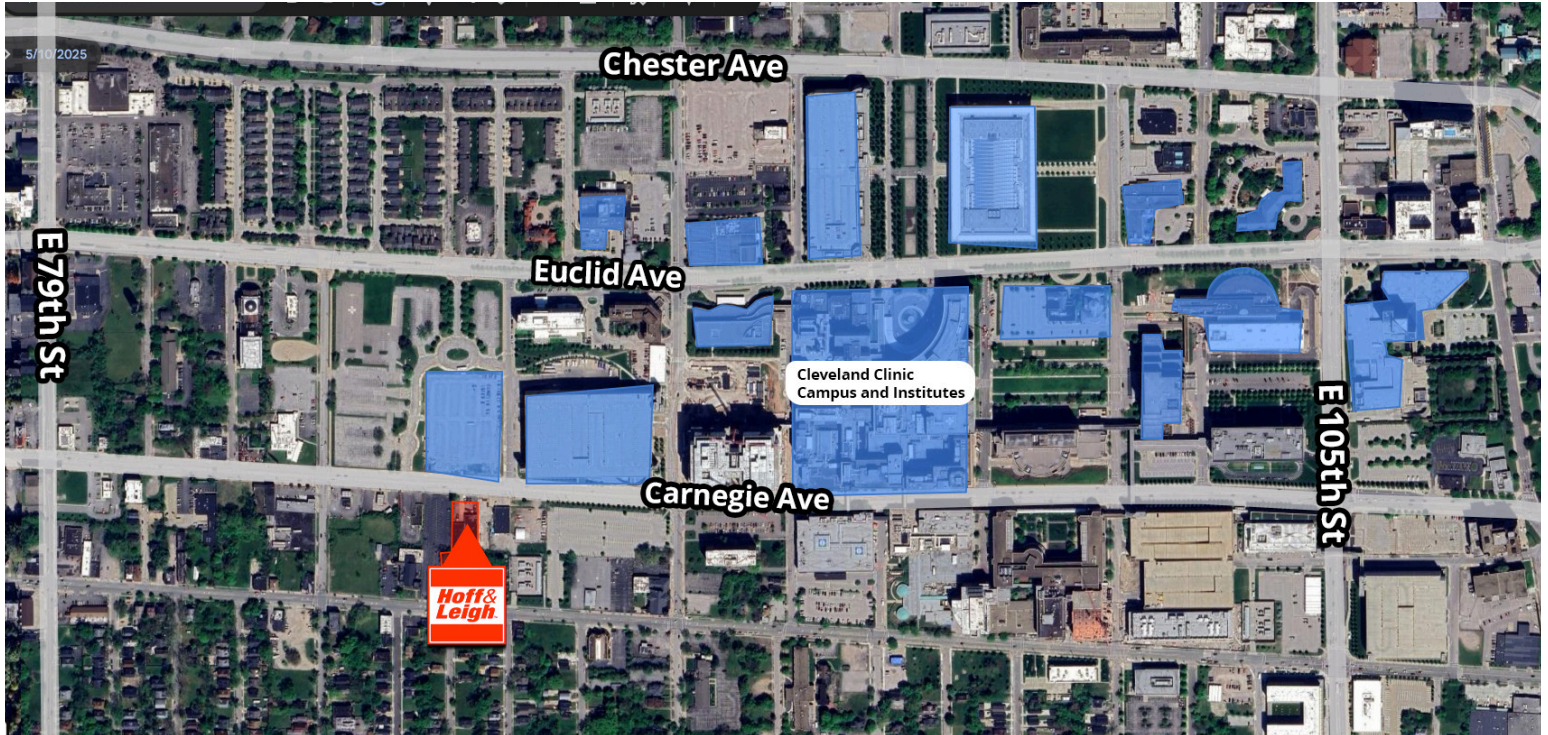 5/10/2025
Chester Ave
Euclid Ave
E 79th St
Cleveland Clinic
Campus and Institutes
E 105th St
Carnegie Ave
Hoff&
Leigh